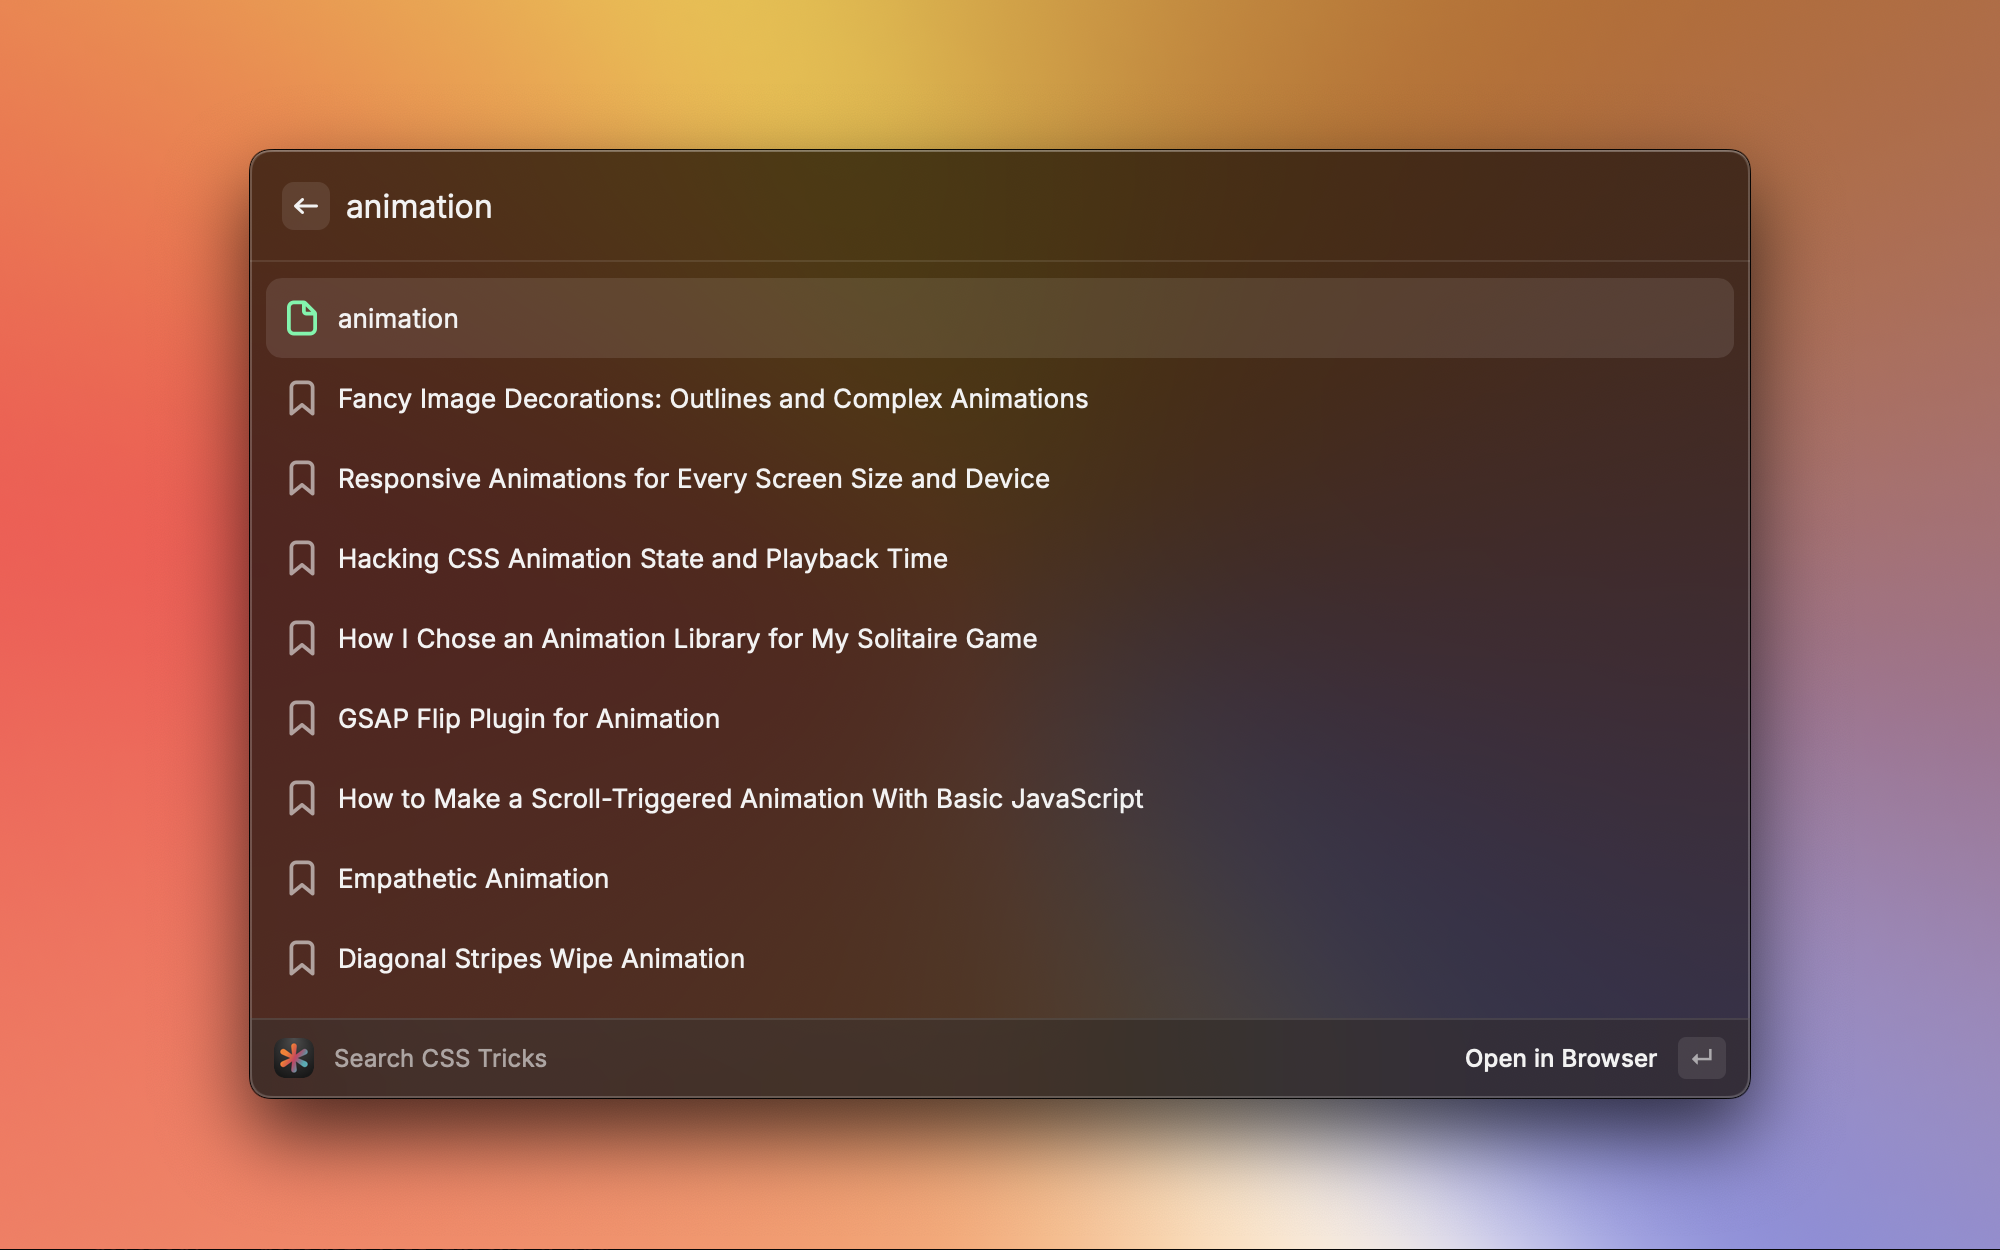 animation
animation
Fancy Image Decorations: Outlines and Complex Animations
Responsive Animations for Every Screen Size and Device
Hacking CSS Animation State and Playback Time
How I Chose an Animation Library for My Solitaire Game
GSAP Flip Plugin for Animation
How to Make a Scroll-Triggered Animation With Basic JavaScript
Empathetic Animation
Diagonal Stripes Wipe Animation
Search CSS Tricks
Open in Browser